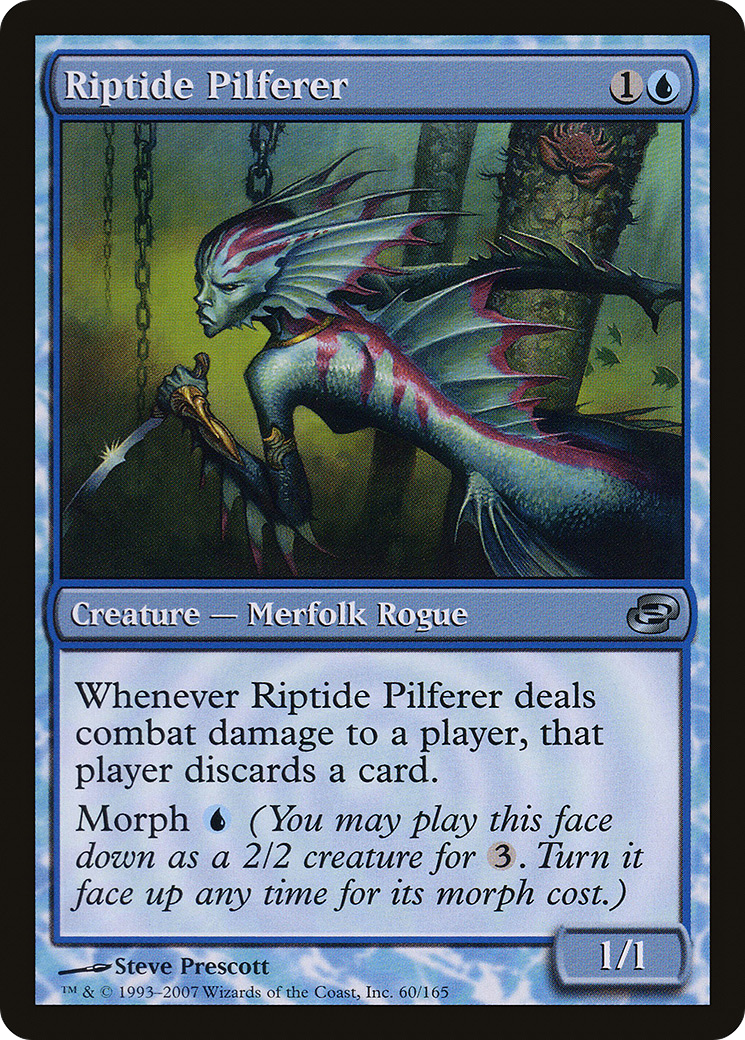 Riptide Pilferer
1
Creature — Merfolk Rogue
Whenever Riptide Pilferer deals
combat damage to a player, that
player discards a card.
Morph (You may play this face
down as a 2/2 creature for 3. Turn it
face up any time for its morph cost.)
1/1
Steve Prescott
™ & © 1993–2007 Wizards of the Coast, Inc. 60/165